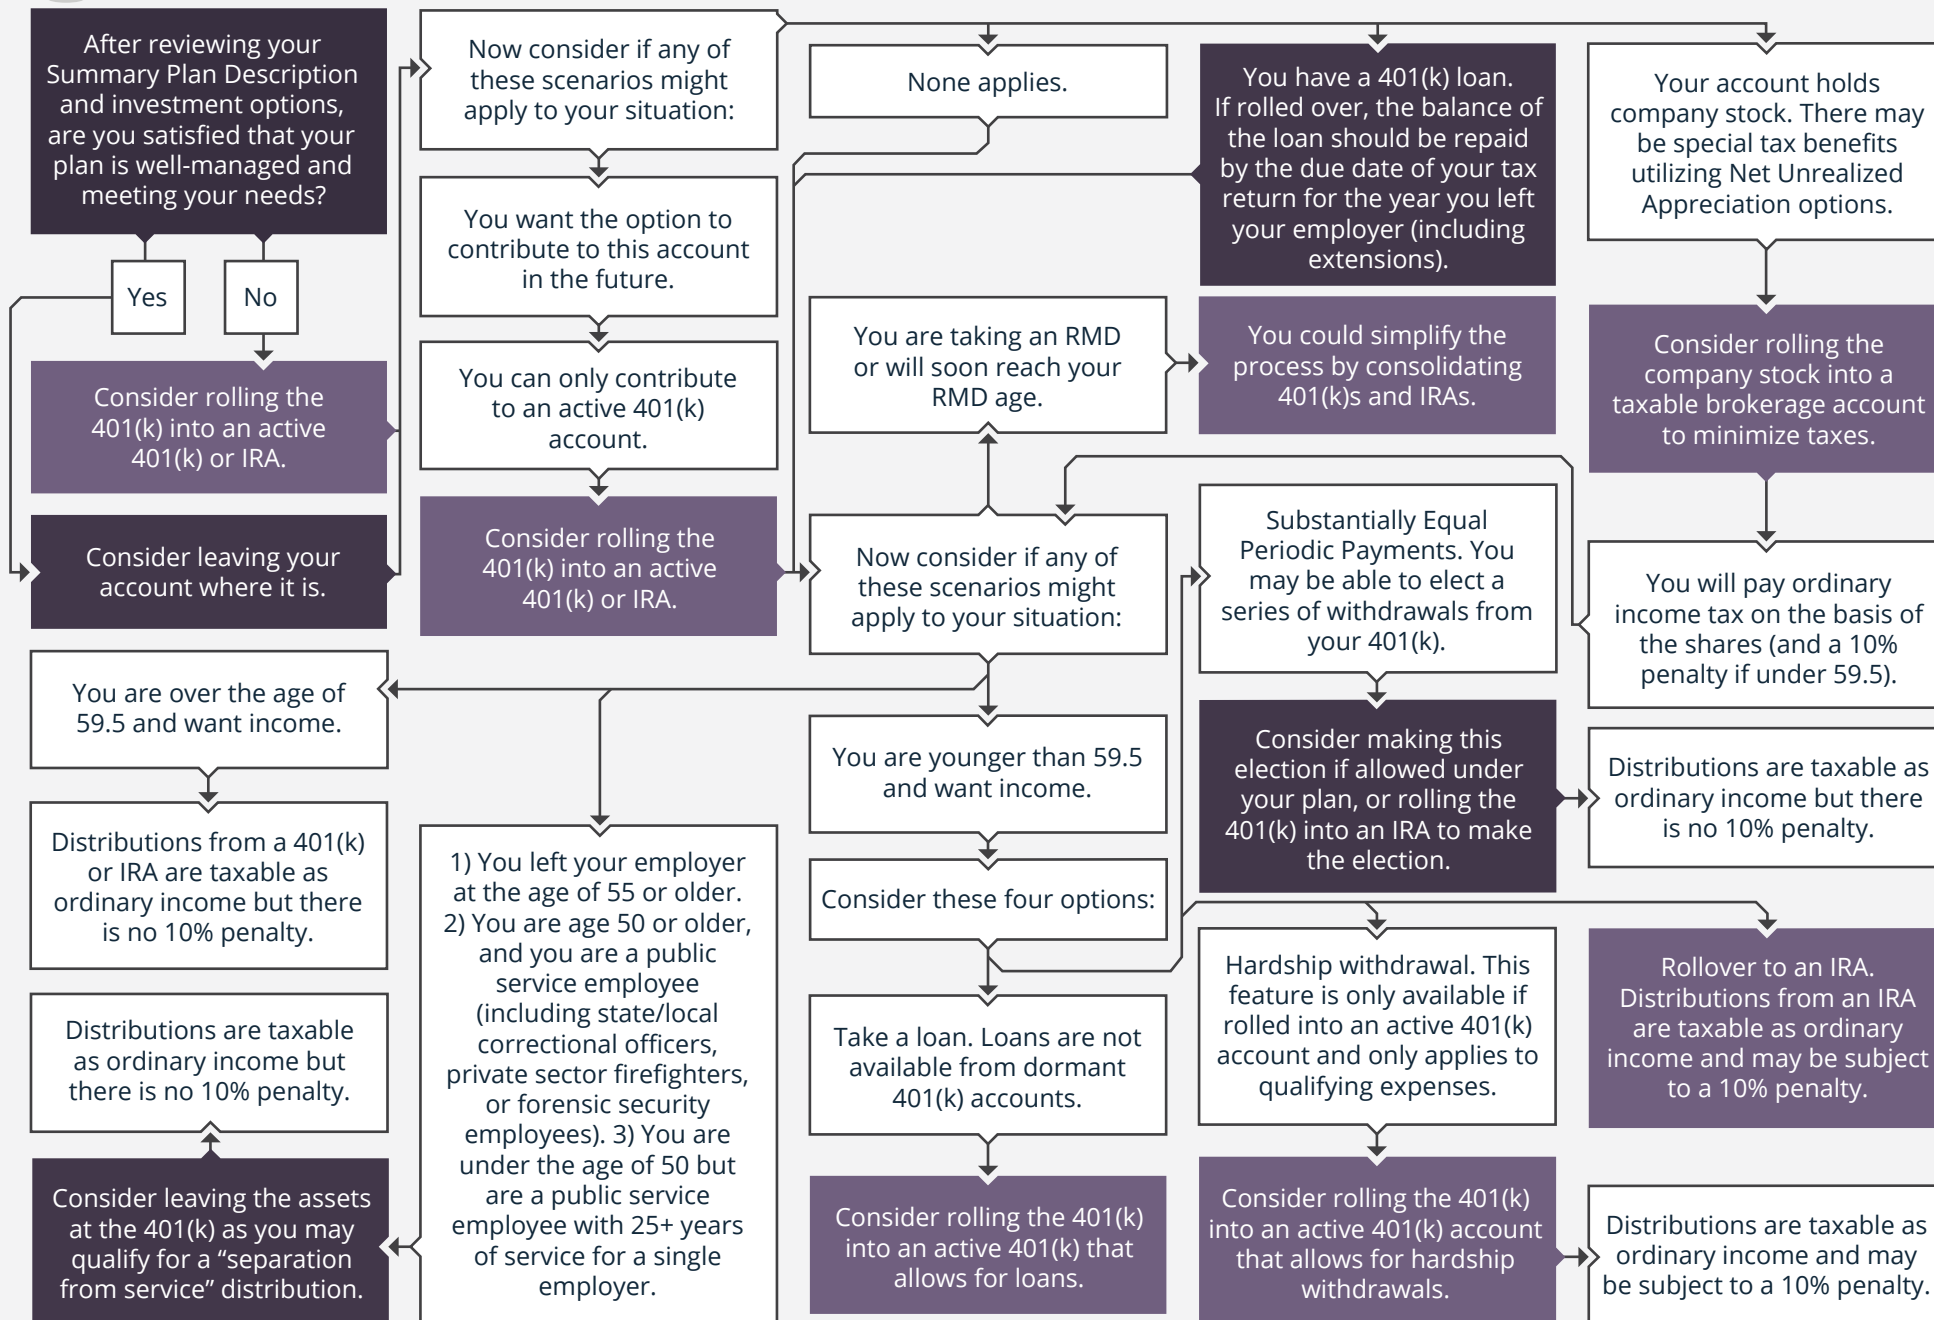 After reviewing your
Summary Plan Description
and investment options,
are you satisfied that your
plan is well-managed and
meeting your needs?
Yes
No
Consider rolling the
401(k) into an active
401(k) or IRA.
Consider leaving your
account where it is.
Now consider if any of
these scenarios might
apply to your situation:
You want the option to
contribute to this account
in the future.
You can only contribute
to an active 401(k)
account.
Consider rolling the
401(k) into an active
401(k) or IRA.
None applies.
You have a 401(k) loan.
If rolled over, the balance of
the loan should be repaid
by the due date of your tax
return for the year you left
your employer (including
extensions).
Your account holds
company stock. There may
be special tax benefits
utilizing Net Unrealized
Appreciation options.
Consider rolling the
company stock into a
taxable brokerage account
to minimize taxes.
You will pay ordinary
income tax on the basis of
the shares (and a 10%
penalty if under 59.5).
Now consider if any of
these scenarios might
apply to your situation:
You are taking an RMD
or will soon reach your
RMD age.
You could simplify the
process by consolidating
401(k)s and IRAs.
You are over the age of
59.5 and want income.
Distributions from a 401(k)
or IRA are taxable as
ordinary income but there
is no 10% penalty.
1) You left your employer
at the age of 55 or older.
2) You are age 50 or older,
and you are a public
service employee
(including state/local
correctional officers,
private sector firefighters,
or forensic security
employees). 3) You are
under the age of 50 but
are a public service
employee with 25+ years
of service for a single
employer.
Consider leaving the assets
at the 401(k) as you may
qualify for a “separation
from service” distribution.
Distributions are taxable
as ordinary income but
there is no 10% penalty.
You are younger than 59.5
and want income.
Consider these four options:
Take a loan. Loans are not
available from dormant
401(k) accounts.
Consider rolling the 401(k)
into an active 401(k) that
allows for loans.
Substantially Equal
Periodic Payments. You
may be able to elect a
series of withdrawals from
your 401(k).
Consider making this
election if allowed under
your plan, or rolling the
401(k) into an IRA to make
the election.
Distributions are taxable as
ordinary income but there
is no 10% penalty.
Hardship withdrawal. This
feature is only available if
rolled into an active 401(k)
account and only applies to
qualifying expenses.
Consider rolling the 401(k)
into an active 401(k) account
that allows for hardship
withdrawals.
Distributions are taxable as
ordinary income and may
be subject to a 10% penalty.
Rollover to an IRA.
Distributions from an IRA
are taxable as ordinary
income and may be subject
to a 10% penalty.